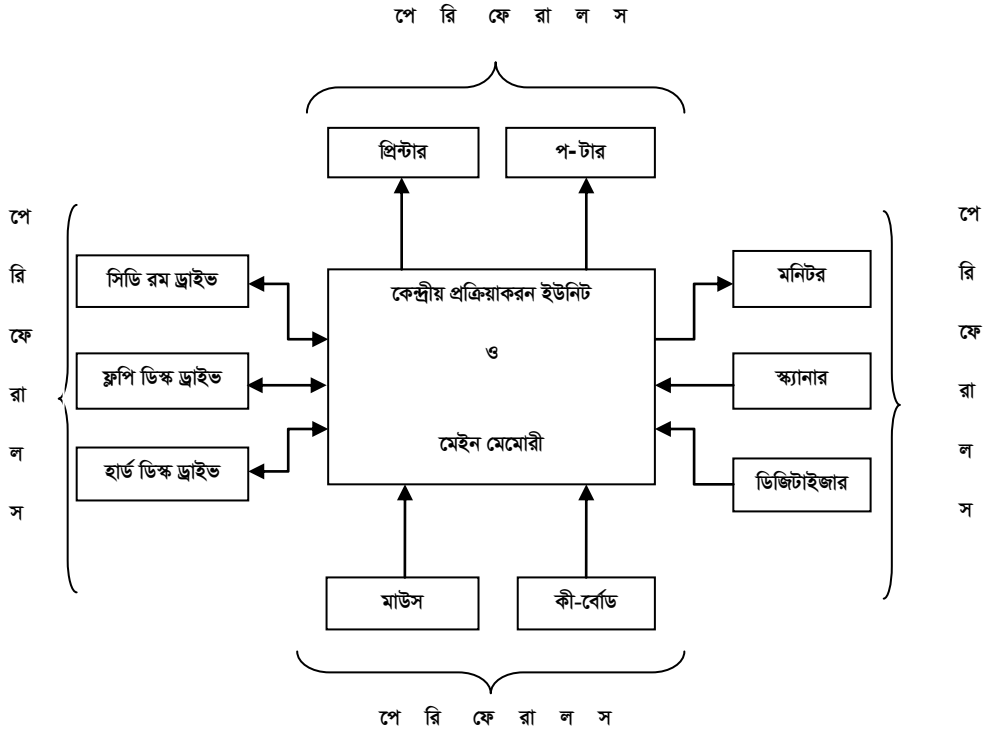 পে রি ফে রা ল স
প্রিন্টার
প-টার
পে
রি
ফে
রা
ল
স
সিডি রম ড্রাইভ
ফ্লপি ডিস্ক ড্রাইভ
হার্ড ডিস্ক ড্রাইভ
কেন্দ্রীয় প্রক্রিয়াকরন ইউনিট
ও
মেইন মেমোরী
মনিটর
স্ক্যানার
ডিজিটাইজার
পে
রি
ফে
রা
ল
স
মাউস
কী-র্বোড
পে রি ফে রা ল স